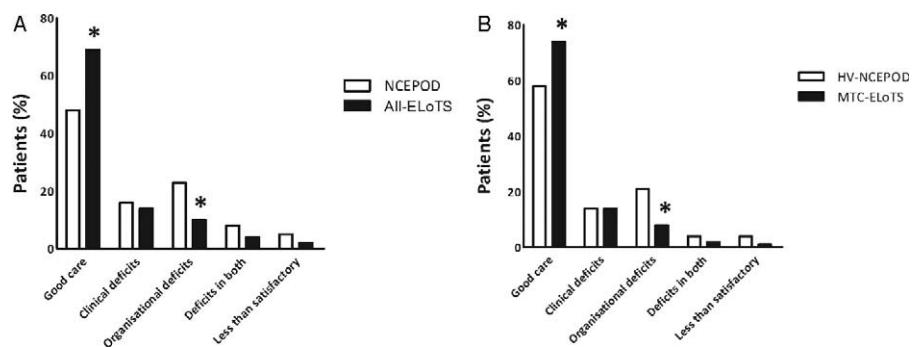 A
80
60
40
20
0
Patients (%)
*
*
NCEPOD
All-ELoTS
Good care
Clinical deficits
Organisational deficits
Deficits in both
Less than satisfactory
B
80
60
40
20
0
Patients (%)
*
*
HV-NCEPOD
MTC-ELoTS
Good care
Clinical deficits
Organisational deficits
Deficits in both
Less than satisfactory